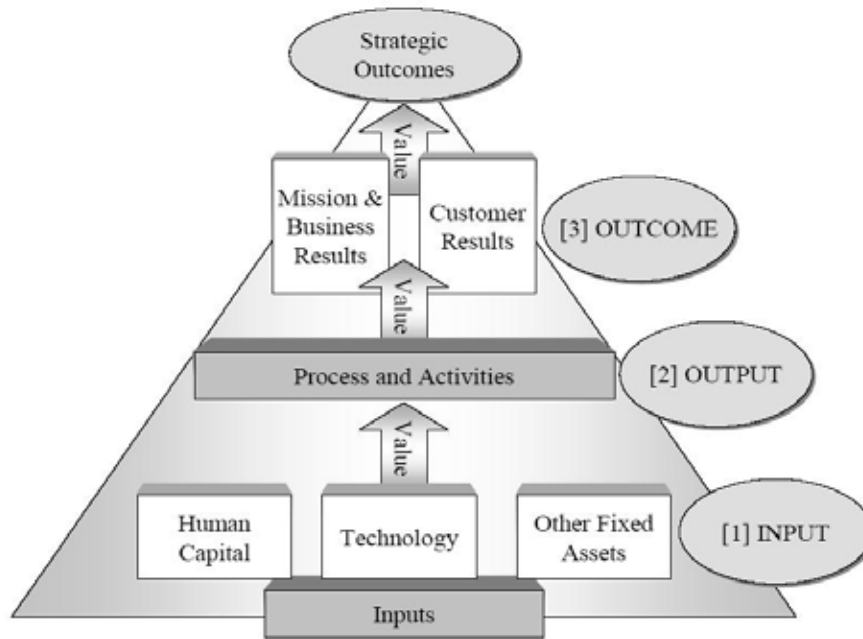 Strategic
Outcomes
Value
Mission &
Business
Results
Customer
Results
[3] OUTCOME
Value
Process and Activities
[2] OUTPUT
Value
Human
Capital
Technology
Other Fixed
Assets
[1] INPUT
Inputs